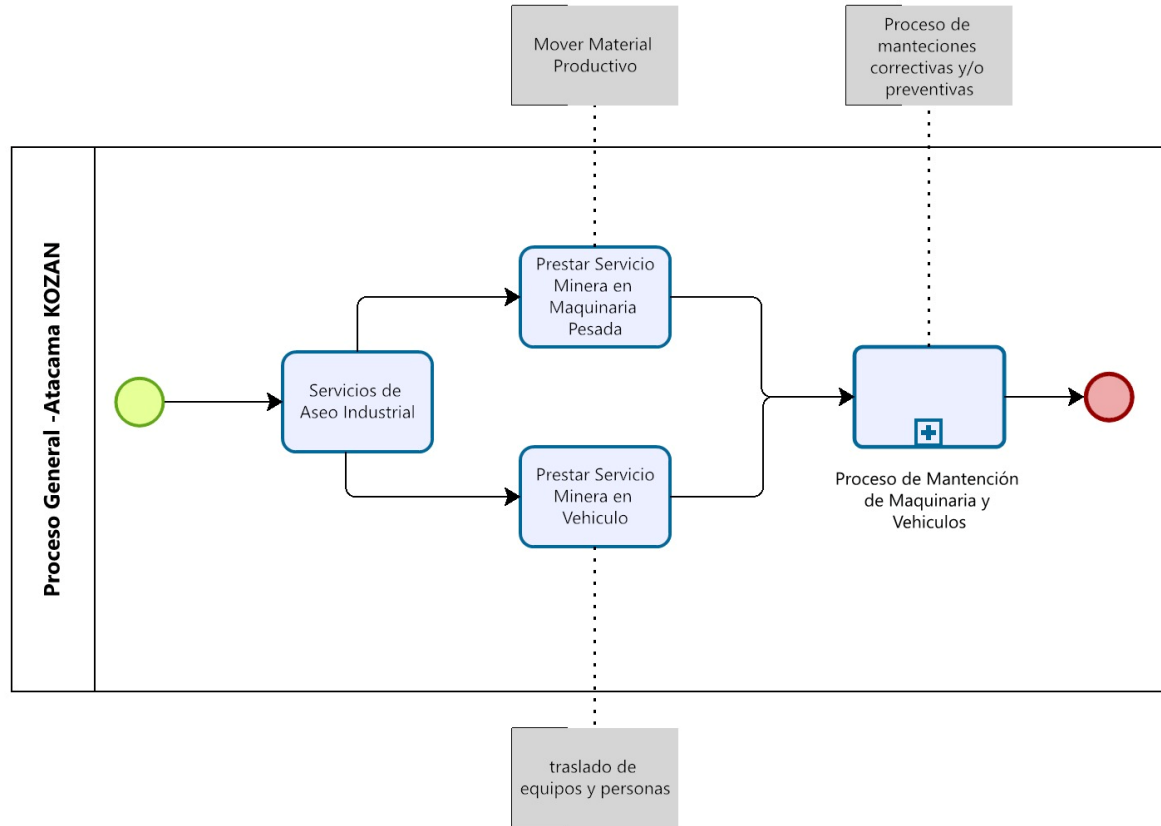 Mover Material
Productivo
Proceso de
manteciones
correctivas y/o
preventivas
Proceso General -Atacama KOZAN
Prestar Servicio
Minera en
Maquinaria
Pesada
Servicios de
Aseo Industrial
Prestar Servicio
Minera en
Vehiculo
Proceso de Mantención
de Maquinaria y
Vehiculos
traslado de
equipos y personas